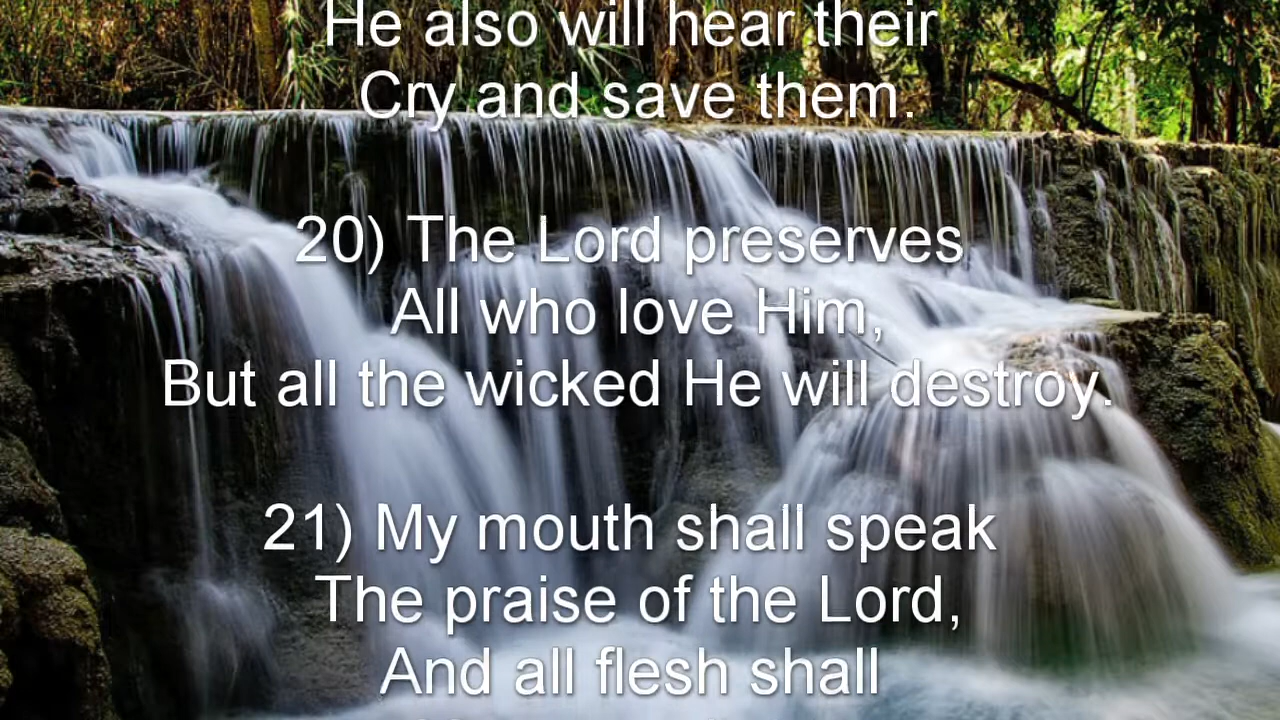 He also will hear their
Cry and save them.
20) The Lord preserves
All who love Him,
But all the wicked He will destroy.
21) My mouth shall speak
The praise of the Lord,
And all flesh shall